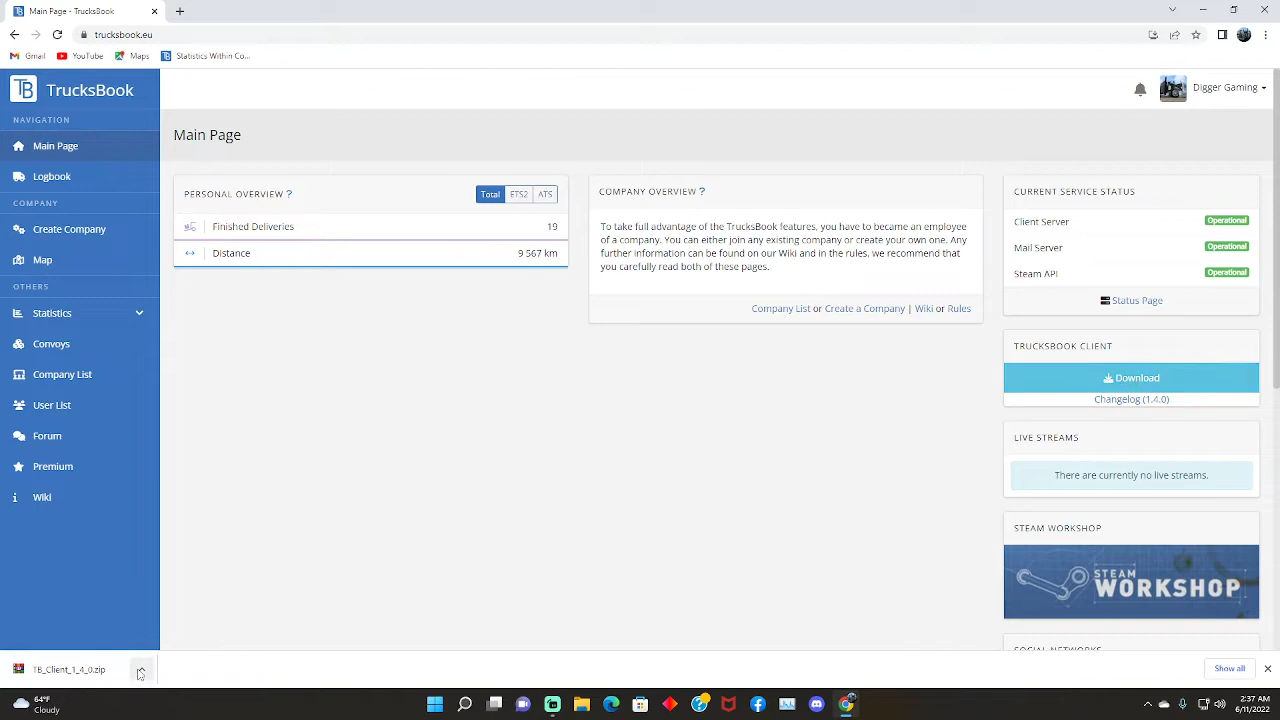 Main Page - TrucksBook
trucksbook.eu
Gmail
YouTube
Maps
Statistics Within Co...
TB
TrucksBook
Digger Gaming
NAVIGATION
Main Page
Logbook
COMPANY
Create Company
Map
OTHERS
Statistics
Convoys
Company List
User List
Forum
Premium
Wiki
Main Page
PERSONAL OVERVIEW ?
Total ETS2 ATS
Finished Deliveries 19
Distance 9 567 km
COMPANY OVERVIEW ?
To take full advantage of the TrucksBook features, you have to became an employee
of a company. You can either join any existing company or create your own one. Any
further information can be found on our Wiki and in the rules, we recommend that
you carefully read both of these pages.
Company List or Create a Company | Wiki or Rules
CURRENT SERVICE STATUS
Client Server Operational
Mail Server Operational
Steam API Operational
Status Page
TRUCKSBOOK CLIENT
Download
Changelog (1.4.0)
LIVE STREAMS
There are currently no live streams.
STEAM WORKSHOP
STEAM
WORKSHOP
SOCIAL NETWORKS
TB_Client_1_4_0.zip
Show all
64°F
Cloudy
2:37 AM
6/11/2022